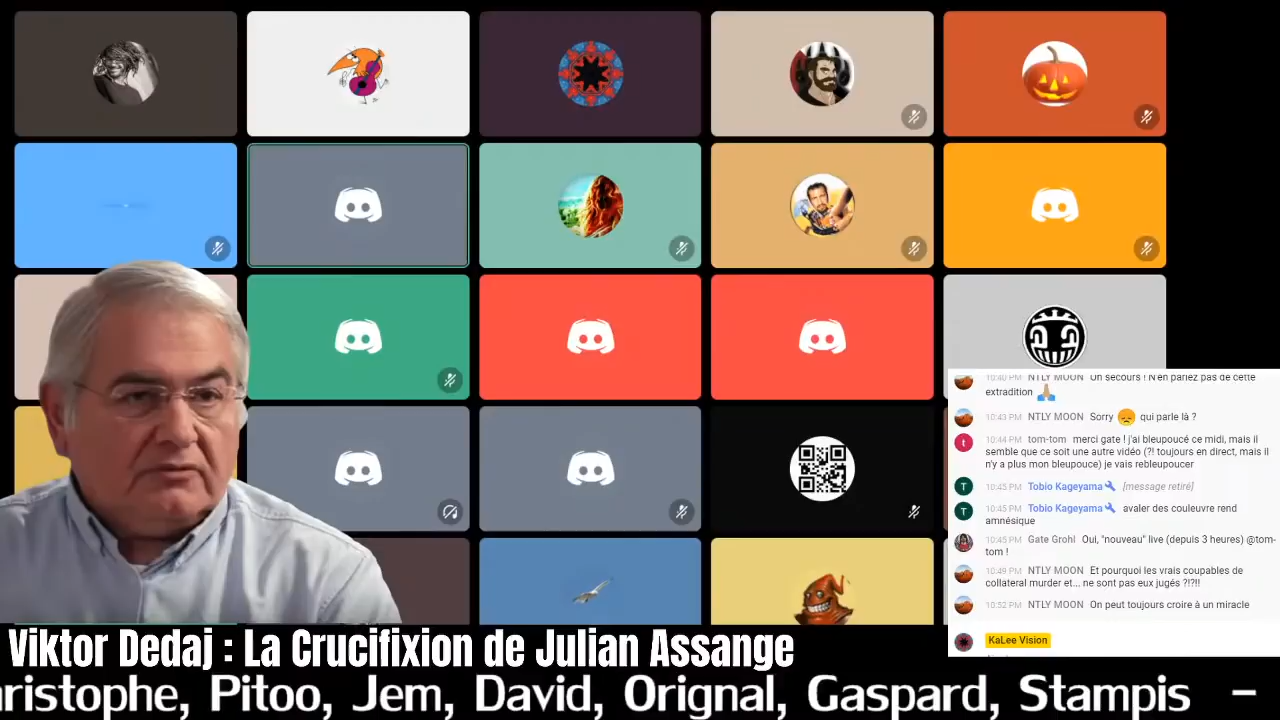 10:40 PM NTLY MOON Un secours ! N'en parlez pas de cette
extradition
10:43 PM NTLY MOON Sorry qui parle là ?
t
10:44 PM tom-tom merci gate ! j'ai bleupoucé ce midi, mais il
semble que ce soit une autre vidéo (?! toujours en direct, mais il
n'y a plus mon bleupouce) je vais rebleupoucer
T
10:45 PM Tobio Kageyama [message retiré]
T
10:45 PM Tobio Kageyama avaler des couleuvre rend
amnésique
10:45 PM Gate Grohl Oui, "nouveau" live (depuis 3 heures) @tom-
tom !
10:49 PM NTLY MOON Et pourquoi les vrais coupables de
collateral murder et... ne sont pas eux jugés ?!?!!
10:52 PM NTLY MOON On peut toujours croire à un miracle
KaLee Vision
Viktor Dedaj : La Crucifixion de Julian Assange
ristophe, Pitoo, Jem, David, Orignal, Gaspard, Stampis –